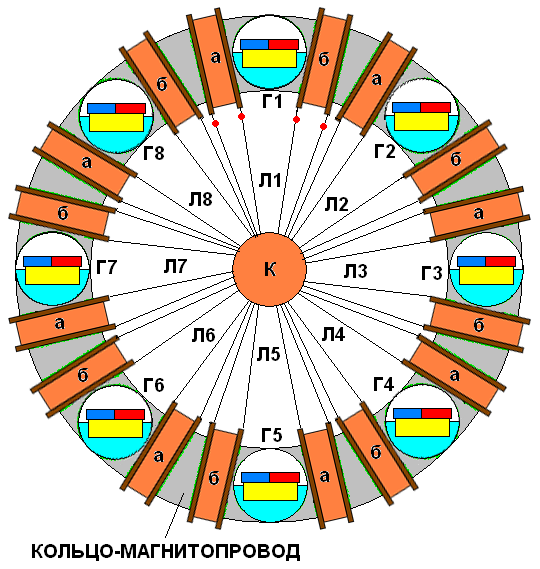 а б
б а
Г1
Г8 Г2
а б
Л1
Л8 Л2
б а
Г7 Л7 К Л3 Г3
а б
Л6 Л4
Л5
б а
Г6 Г4
Г5
а б а б
КОЛЬЦО-МАГНИТОПРОВОД